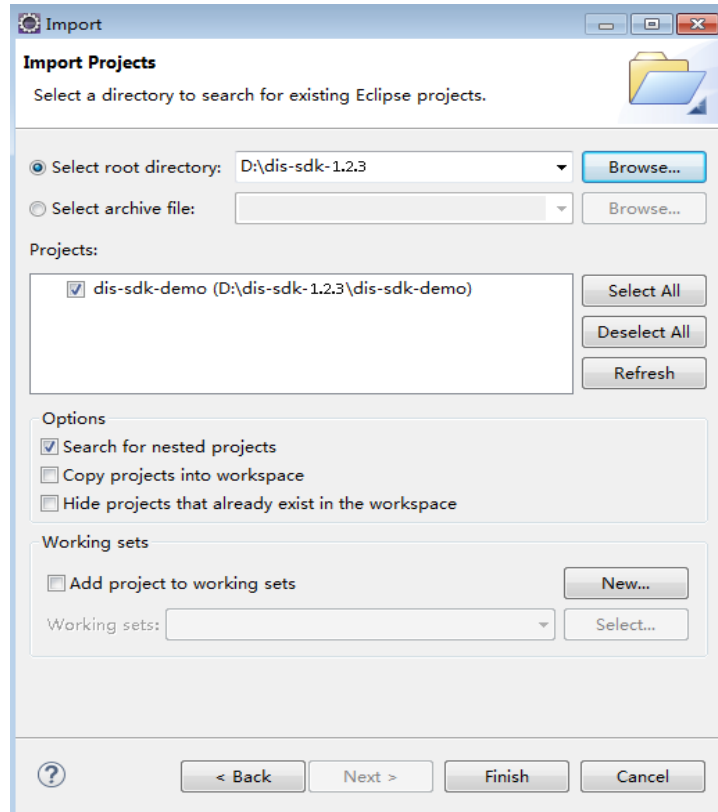 Import
Import Projects
Select a directory to search for existing Eclipse projects.
Select root directory: D:\dis-sdk-1.2.3 Browse...
Select archive file: Browse...
Projects:
dis-sdk-demo (D:\dis-sdk-1.2.3\dis-sdk-demo)
Select All
Deselect All
Refresh
Options
Search for nested projects
Copy projects into workspace
Hide projects that already exist in the workspace
Working sets
Add project to working sets New...
Working sets: Select...
? < Back Next > Finish Cancel